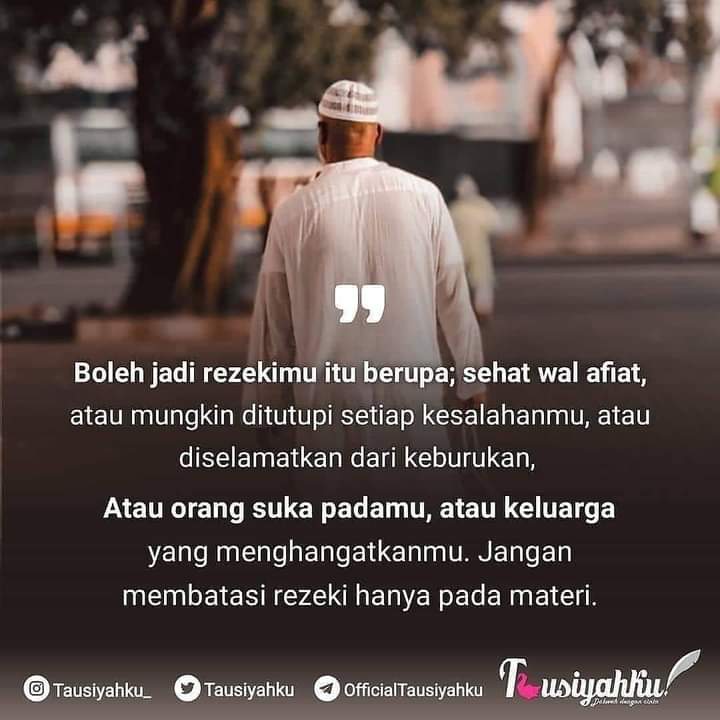 Boleh jadi rezekimu itu berupa; sehat wal afiat,
atau mungkin ditutupi setiap kesalahanmu, atau
diselamatkan dari keburukan,
Atau orang suka padamu, atau keluarga
yang menghangatkanmu. Jangan
membatasi rezeki hanya pada materi.
Tausiyahku_ Tausiyahku OfficialTausiyahku Tausiyahku
Dakwah dengan cinta